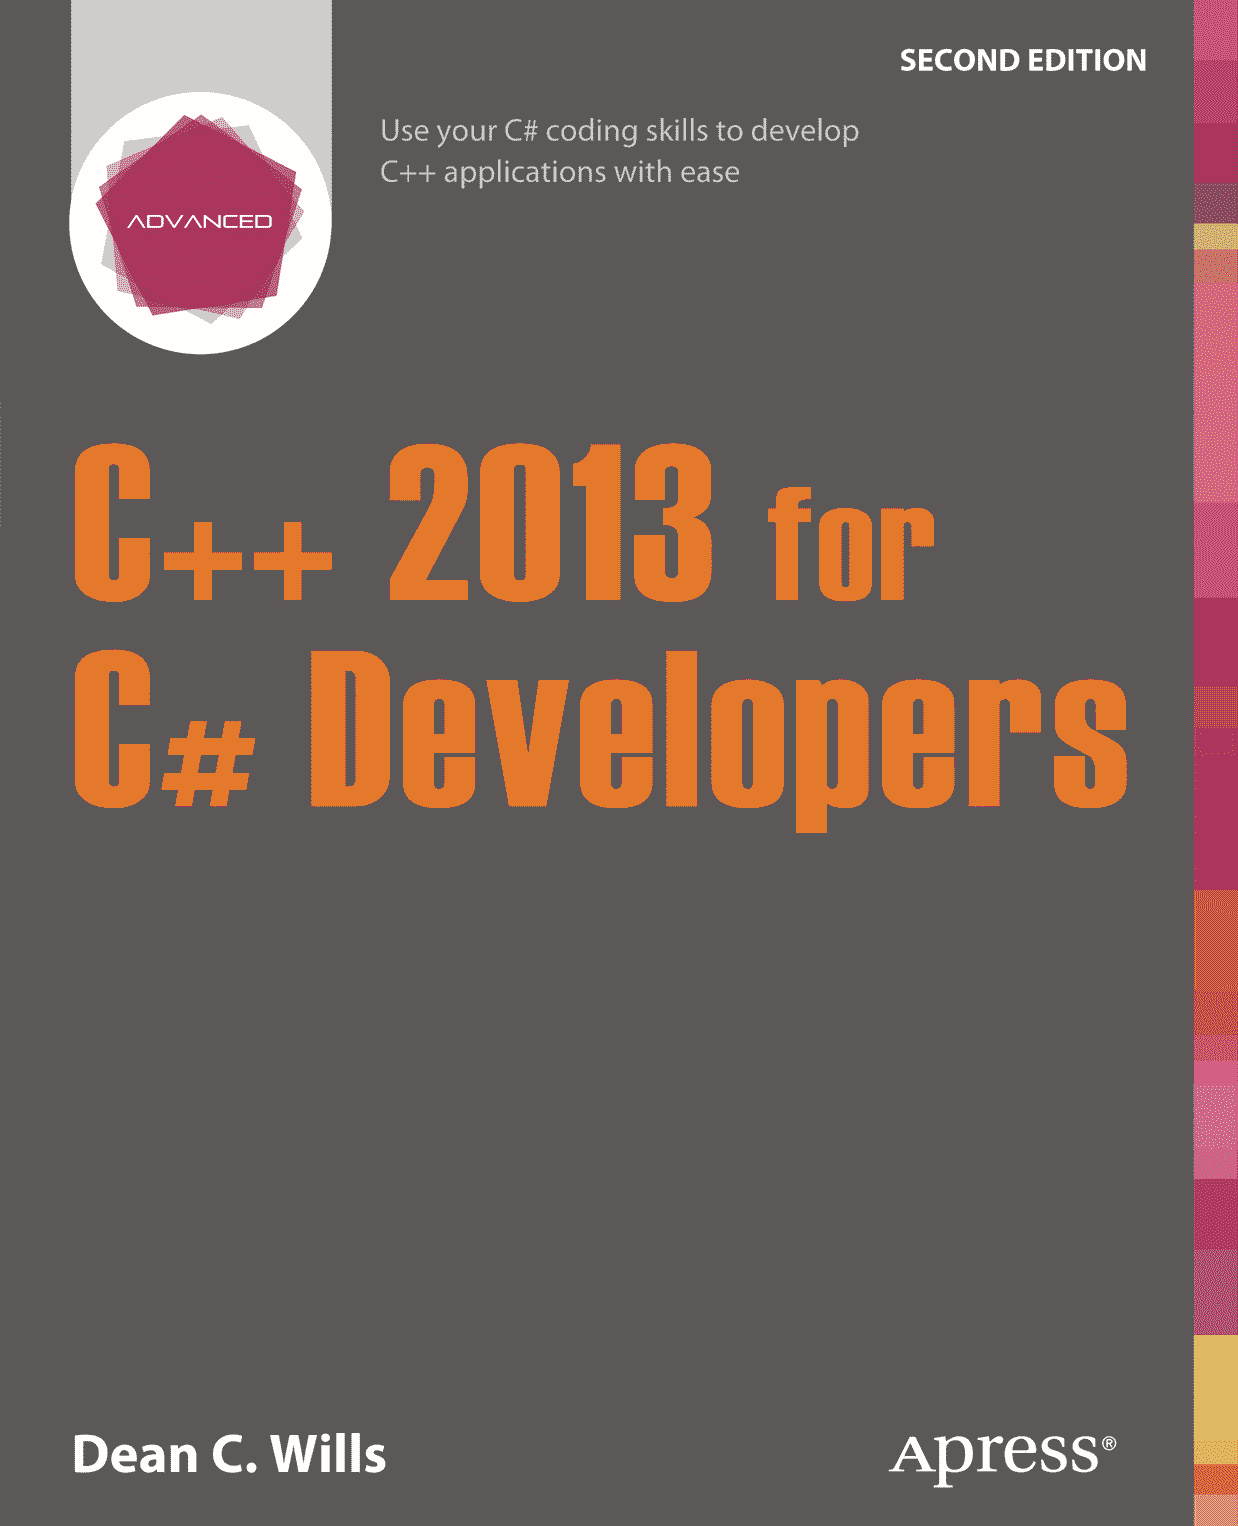 SECOND EDITION
Use your C# coding skills to develop
C++ applications with ease
ADVANCED
C++ 2013 for
C# Developers
Dean C. Wills
Apress®